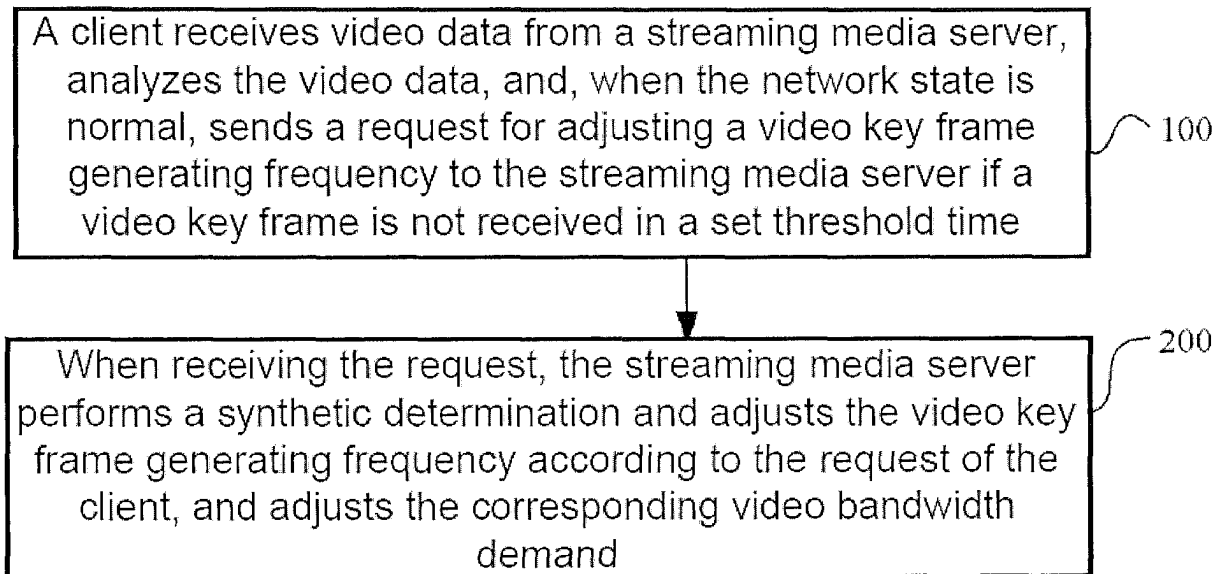 A client receives video data from a streaming media server,
analyzes the video data, and, when the network state is
normal, sends a request for adjusting a video key frame
generating frequency to the streaming media server if a
video key frame is not received in a set threshold time
100
When receiving the request, the streaming media server
performs a synthetic determination and adjusts the video key
frame generating frequency according to the request of the
client, and adjusts the corresponding video bandwidth
demand
200